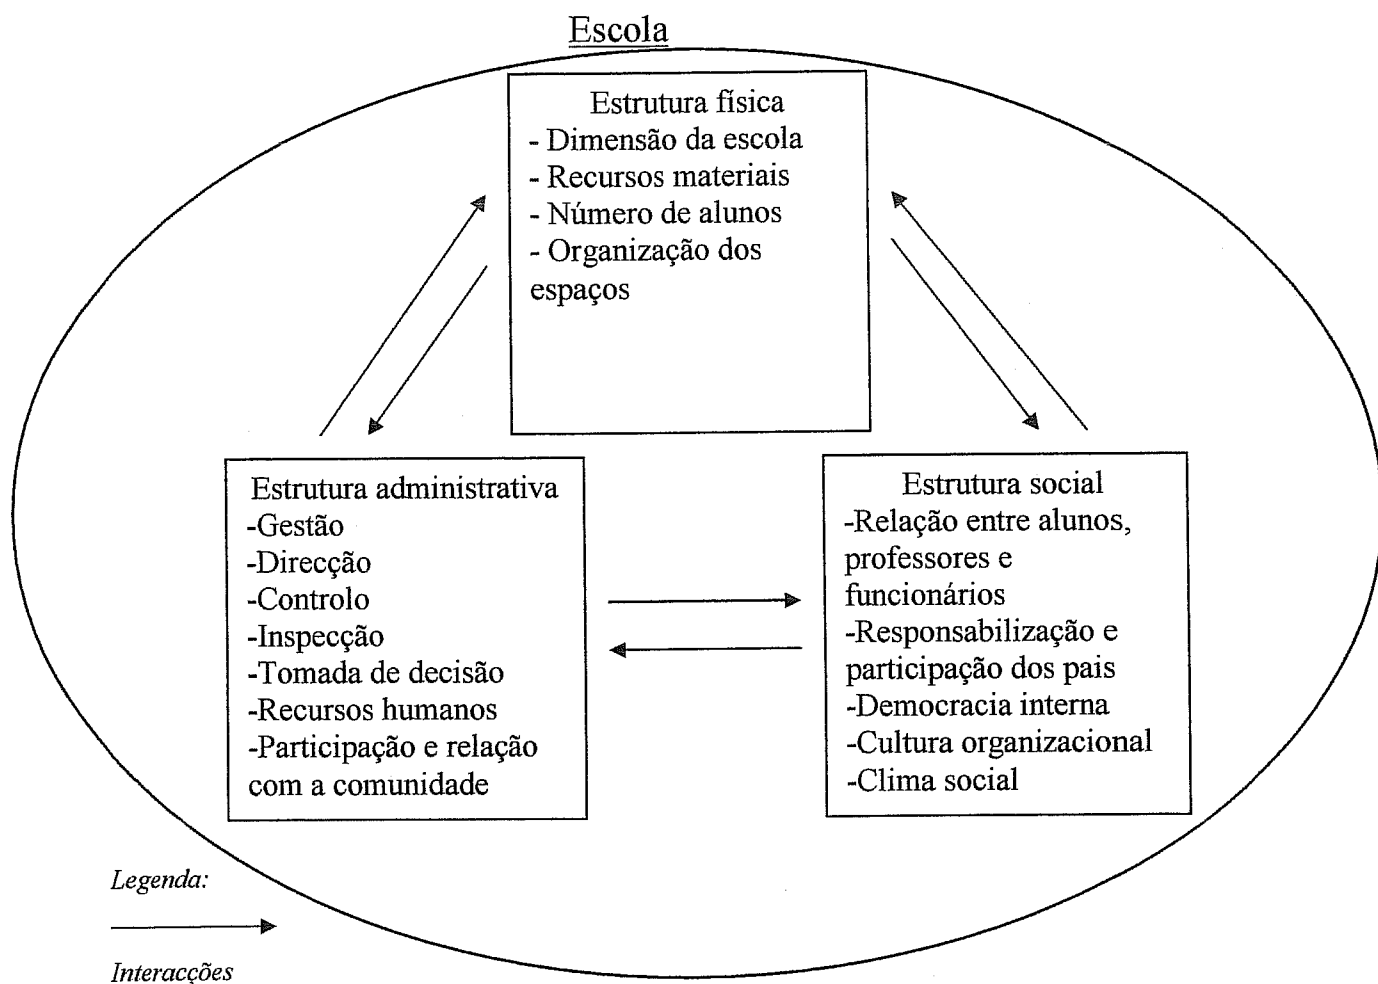 Escola
Estrutura física
- Dimensão da escola
- Recursos materiais
- Número de alunos
- Organização dos
espaços
Estrutura administrativa
-Gestão
-Direcção
-Controlo
-Inspecção
-Tomada de decisão
-Recursos humanos
-Participação e relação
com a comunidade
Estrutura social
-Relação entre alunos,
professores e
funcionários
-Responsabilização e
participação dos pais
-Democracia interna
-Cultura organizacional
-Clima social
Legenda:
Interacções